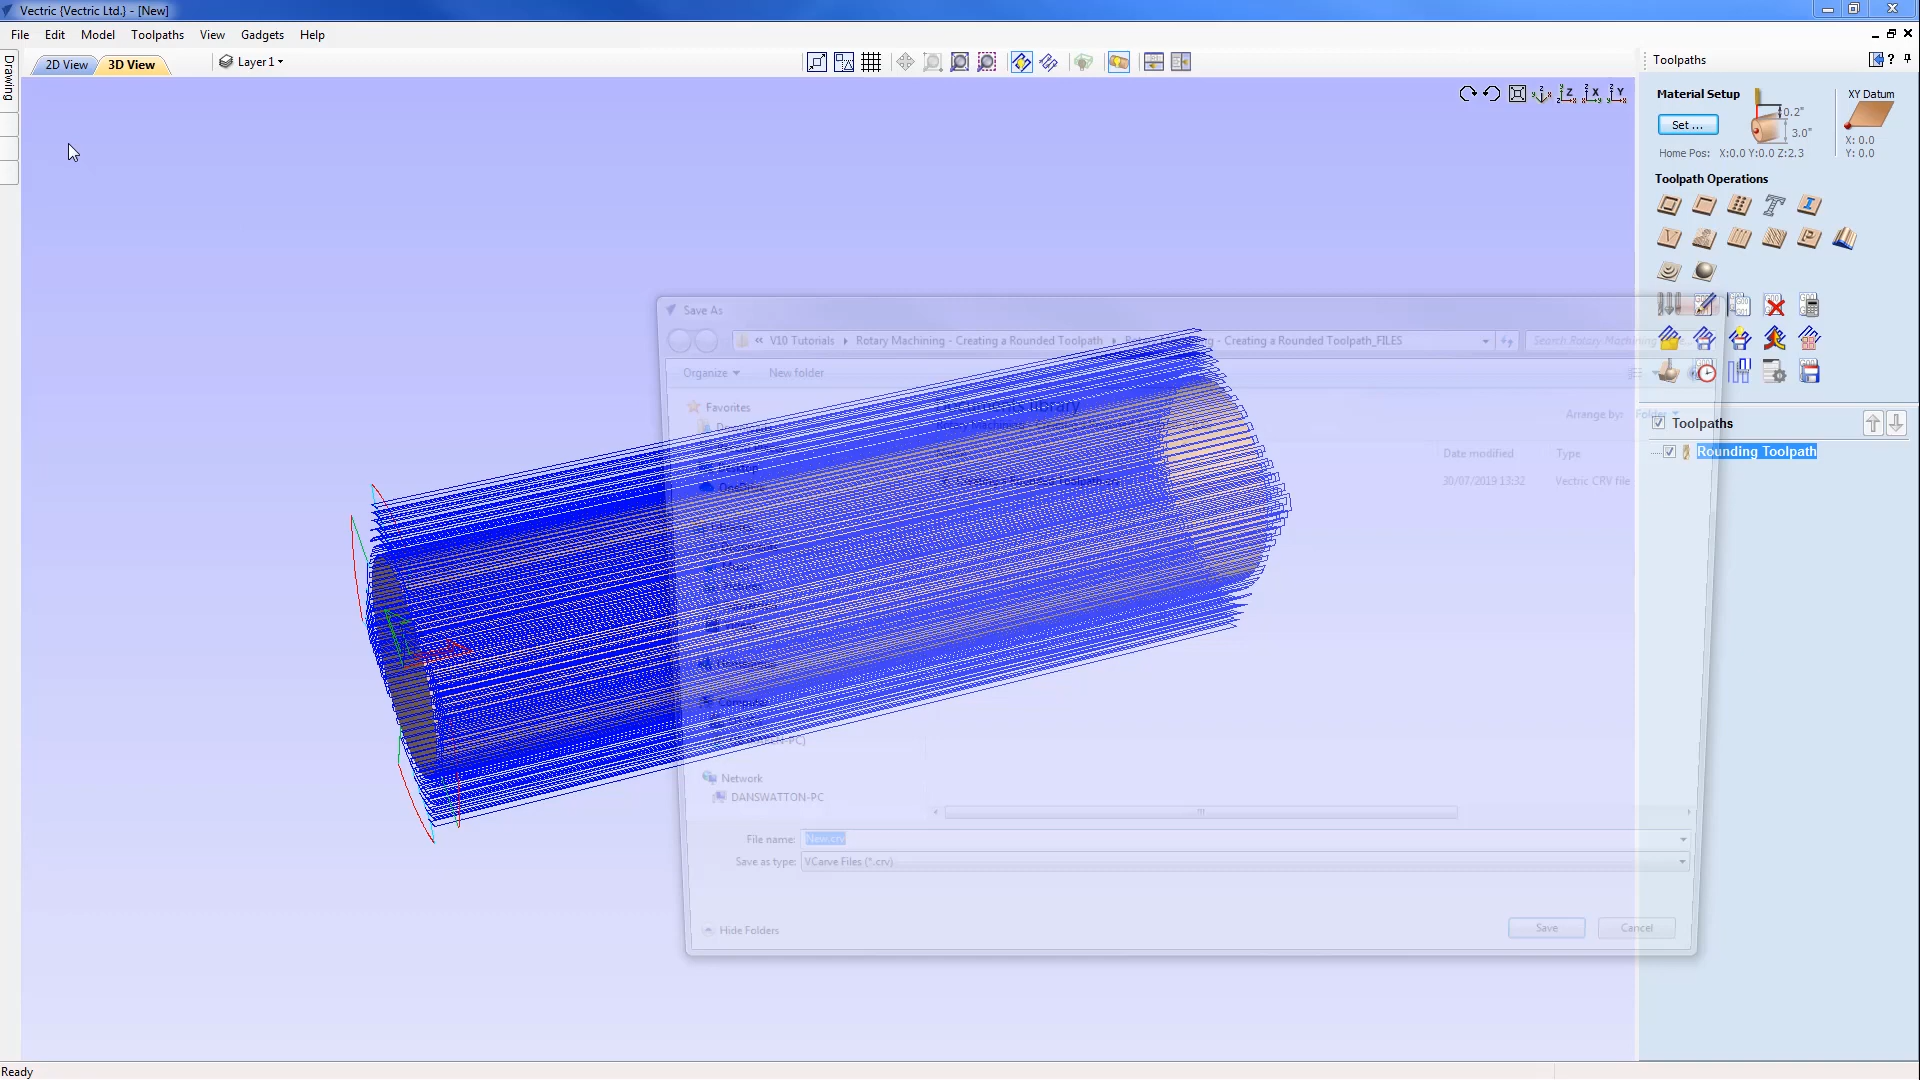 Vectric {Vectric Ltd.} - [New]
File Edit Model Toolpaths View Gadgets Help
2D View 3D View Layer 1
Drawing
Toolpaths
Material Setup
Set ...
0.2"
3.0"
Home Pos: X:0.0 Y:0.0 Z:2.3
XY Datum
X: 0.0
Y: 0.0
Toolpath Operations
Toolpaths
Rounding Toolpath
Save As
« V10 Tutorials Rotary Machining - Creating a Rounded Toolpath - Creating a Rounded Toolpath_FILES
Search Rotary Machining
Organize New folder
Favorites
Arrange by: Folder
Date modified Type
30/07/2019 13:32 Vectric CRV file
Network
DANSWATTON-PC
File name: New.crv
Save as type: VCarve Files (*.crv)
Hide Folders
Save Cancel
Ready